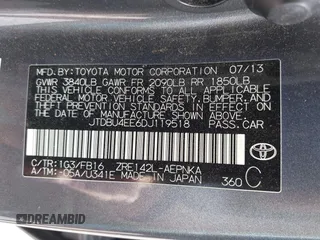 MFD. BY: TOYOTA MOTOR CORPORATION 07/13
GVWR 3840LB GAWR FR 2090LB RR 1850LB
THIS VEHICLE CONFORMS TO ALL APPLICABLE
FEDERAL MOTOR VEHICLE SAFETY, BUMPER,
AND THEFT PREVENTION STANDARDS IN EFFECT
ON THE DATE OF MANUFACTURE SHOWN ABOVE.
JTDBU4EE6DJ119518 PASS. CAR
C/TR: 1G3/FB16 ZRE142L-AEPNKA
A/TM: -05A/U341E MADE IN JAPAN 360 C
TOYOTA
DREAMBID.COM